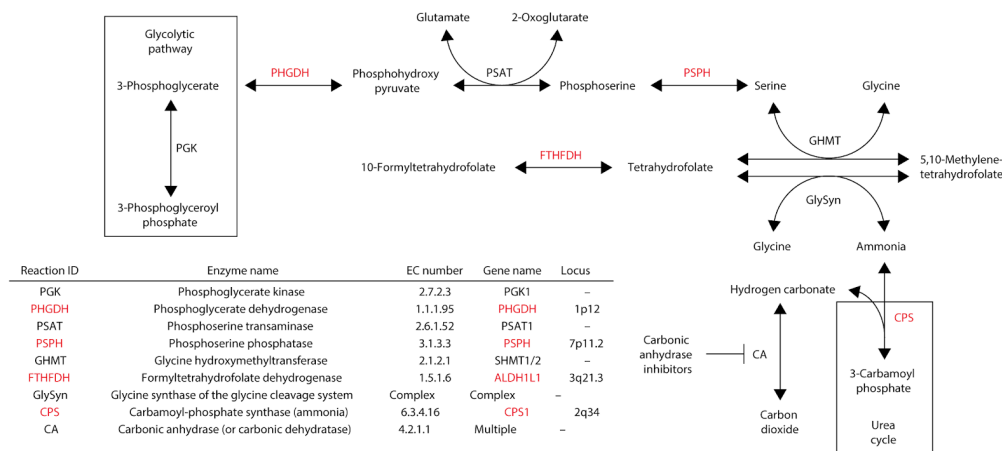 Glutamate
2-Oxoglutarate
Glycolytic
pathway
3-Phosphoglycerate
PHGDH
Phosphohydroxy
pyruvate
PSAT
Phosphoserine
PSPH
Serine
Glycine
PGK
GHMT
10-Formyltetrahydrofolate
FTHFDH
Tetrahydrofolate
5,10-Methylene-
tetrahydrofolate
3-Phosphoglyceroyl
phosphate
GlySyn
Glycine
Ammonia
Reaction ID Enzyme name EC number Gene name Locus
PGK Phosphoglycerate kinase 2.7.2.3 PGK1 –
PHGDH Phosphoglycerate dehydrogenase 1.1.1.95 PHGDH 1p12
PSAT Phosphoserine transaminase 2.6.1.52 PSAT1 –
PSPH Phosphoserine phosphatase 3.1.3.3 PSPH 7p11.2
GHMT Glycine hydroxymethyltransferase 2.1.2.1 SHMT1/2 –
FTHFDH Formyltetrahydrofolate dehydrogenase 1.5.1.6 ALDH1L1 3q21.3
GlySyn Glycine synthase of the glycine cleavage system Complex Complex –
CPS Carbamoyl-phosphate synthase (ammonia) 6.3.4.16 CPS1 2q34
CA Carbonic anhydrase (or carbonic dehydratase) 4.2.1.1 Multiple –
Hydrogen carbonate
CPS
Carbonic
anhydrase
inhibitors
CA
3-Carbamoyl
phosphate
Carbon
dioxide
Urea
cycle